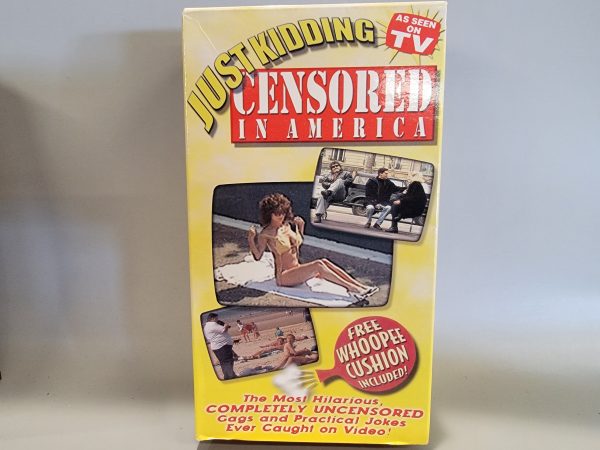 JUST KIDDING
AS SEEN
ON
TV
CENSORED
IN AMERICA
FREE
WHOOPEE
CUSHION
INCLUDED!
The Most Hilarious,
COMPLETELY UNCENSORED
Gags and Practical Jokes
Ever Caught on Video!